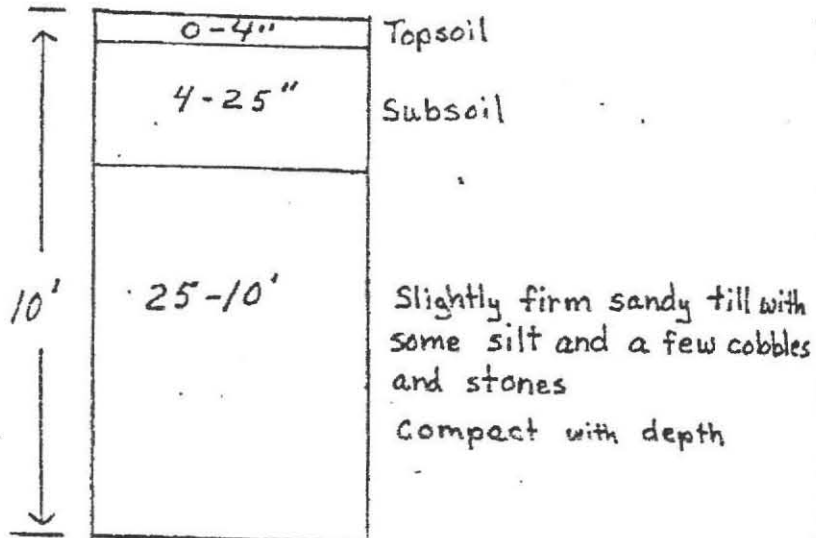 0-4" Topsoil
4-25" Subsoil
10' 25-10' Slightly firm sandy till with
some silt and a few cobbles
and stones
Compact with depth